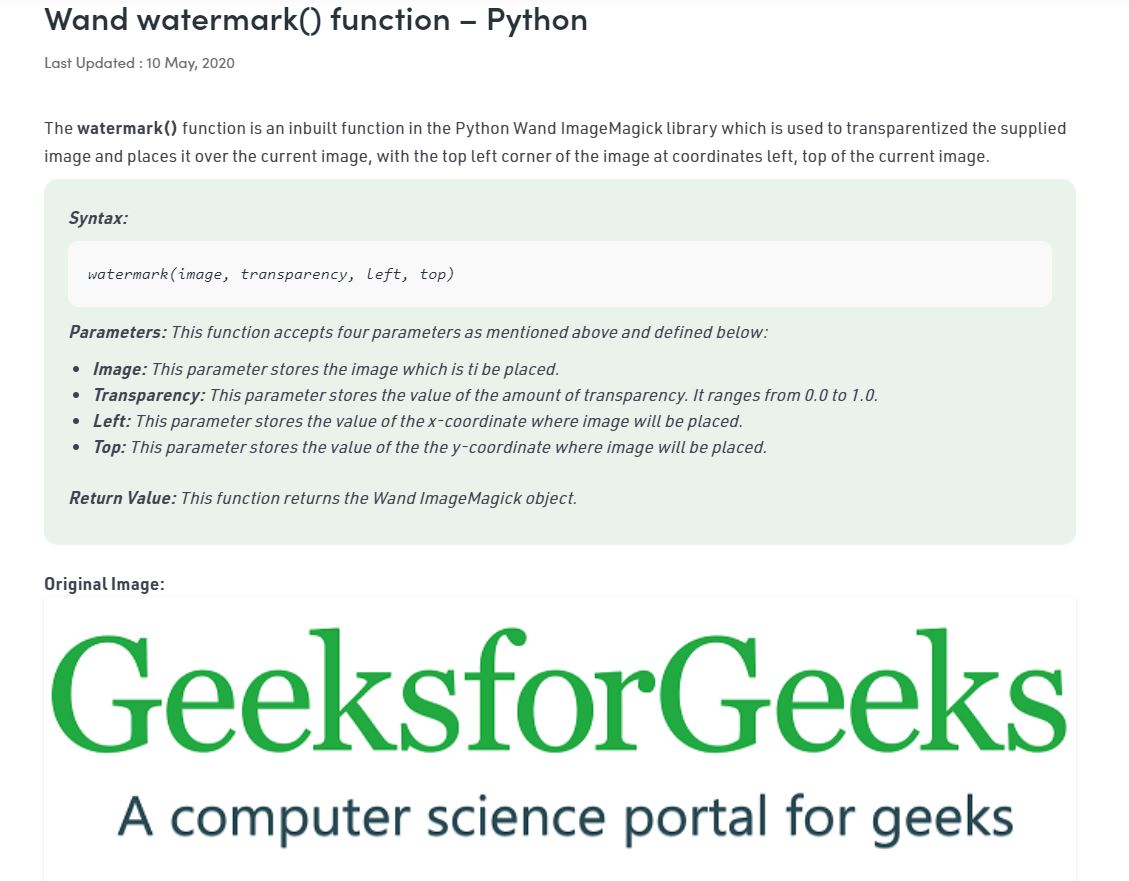 Wand watermark() function – Python
Last Updated : 10 May, 2020
The watermark() function is an inbuilt function in the Python Wand ImageMagick library which is used to transparentized the supplied
image and places it over the current image, with the top left corner of the image at coordinates left, top of the current image.
Syntax:
watermark(image, transparency, left, top)
Parameters: This function accepts four parameters as mentioned above and defined below:
• Image: This parameter stores the image which is ti be placed.
• Transparency: This parameter stores the value of the amount of transparency. It ranges from 0.0 to 1.0.
• Left: This parameter stores the value of the x-coordinate where image will be placed.
• Top: This parameter stores the value of the the y-coordinate where image will be placed.
Return Value: This function returns the Wand ImageMagick object.
Original Image:
GeeksforGeeks
A computer science portal for geeks